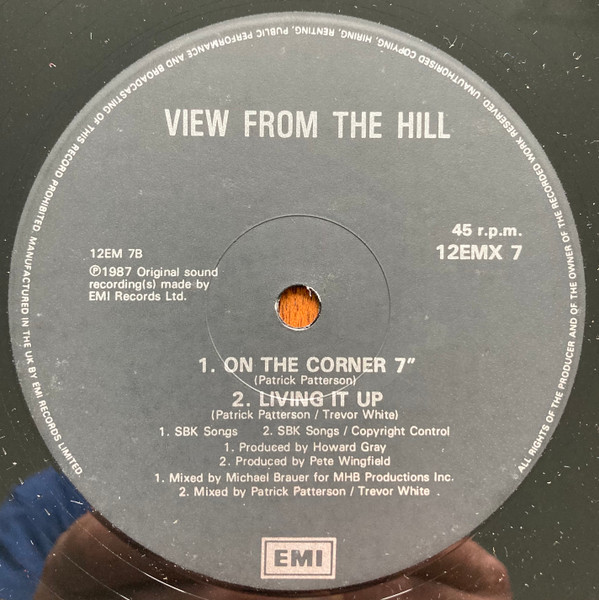 VIEW FROM THE HILL
45 r.p.m.
12EMX 7
12EM 7B
℗1987 Original sound
recording(s) made by
EMI Records Ltd.
1. ON THE CORNER 7"
(Patrick Patterson)
2. LIVING IT UP
(Patrick Patterson / Trevor White)
1. SBK Songs 2. SBK Songs / Copyright Control
1. Produced by Howard Gray
2. Produced by Pete Wingfield
1. Mixed by Michael Brauer for MHB Productions Inc.
2. Mixed by Patrick Patterson / Trevor White .
EMI
ALL RIGHTS OF THE PRODUCER AND OF THE OWNER OF THE RECORDED WORK RESERVED. UNAUTHORISED COPYING, HIRING, RENTING, PUBLIC PERFORMANCE AND BROADCASTING OF THIS RECORD PROHIBITED. MANUFACTURED IN THE UK BY EMI RECORDS LIMITED